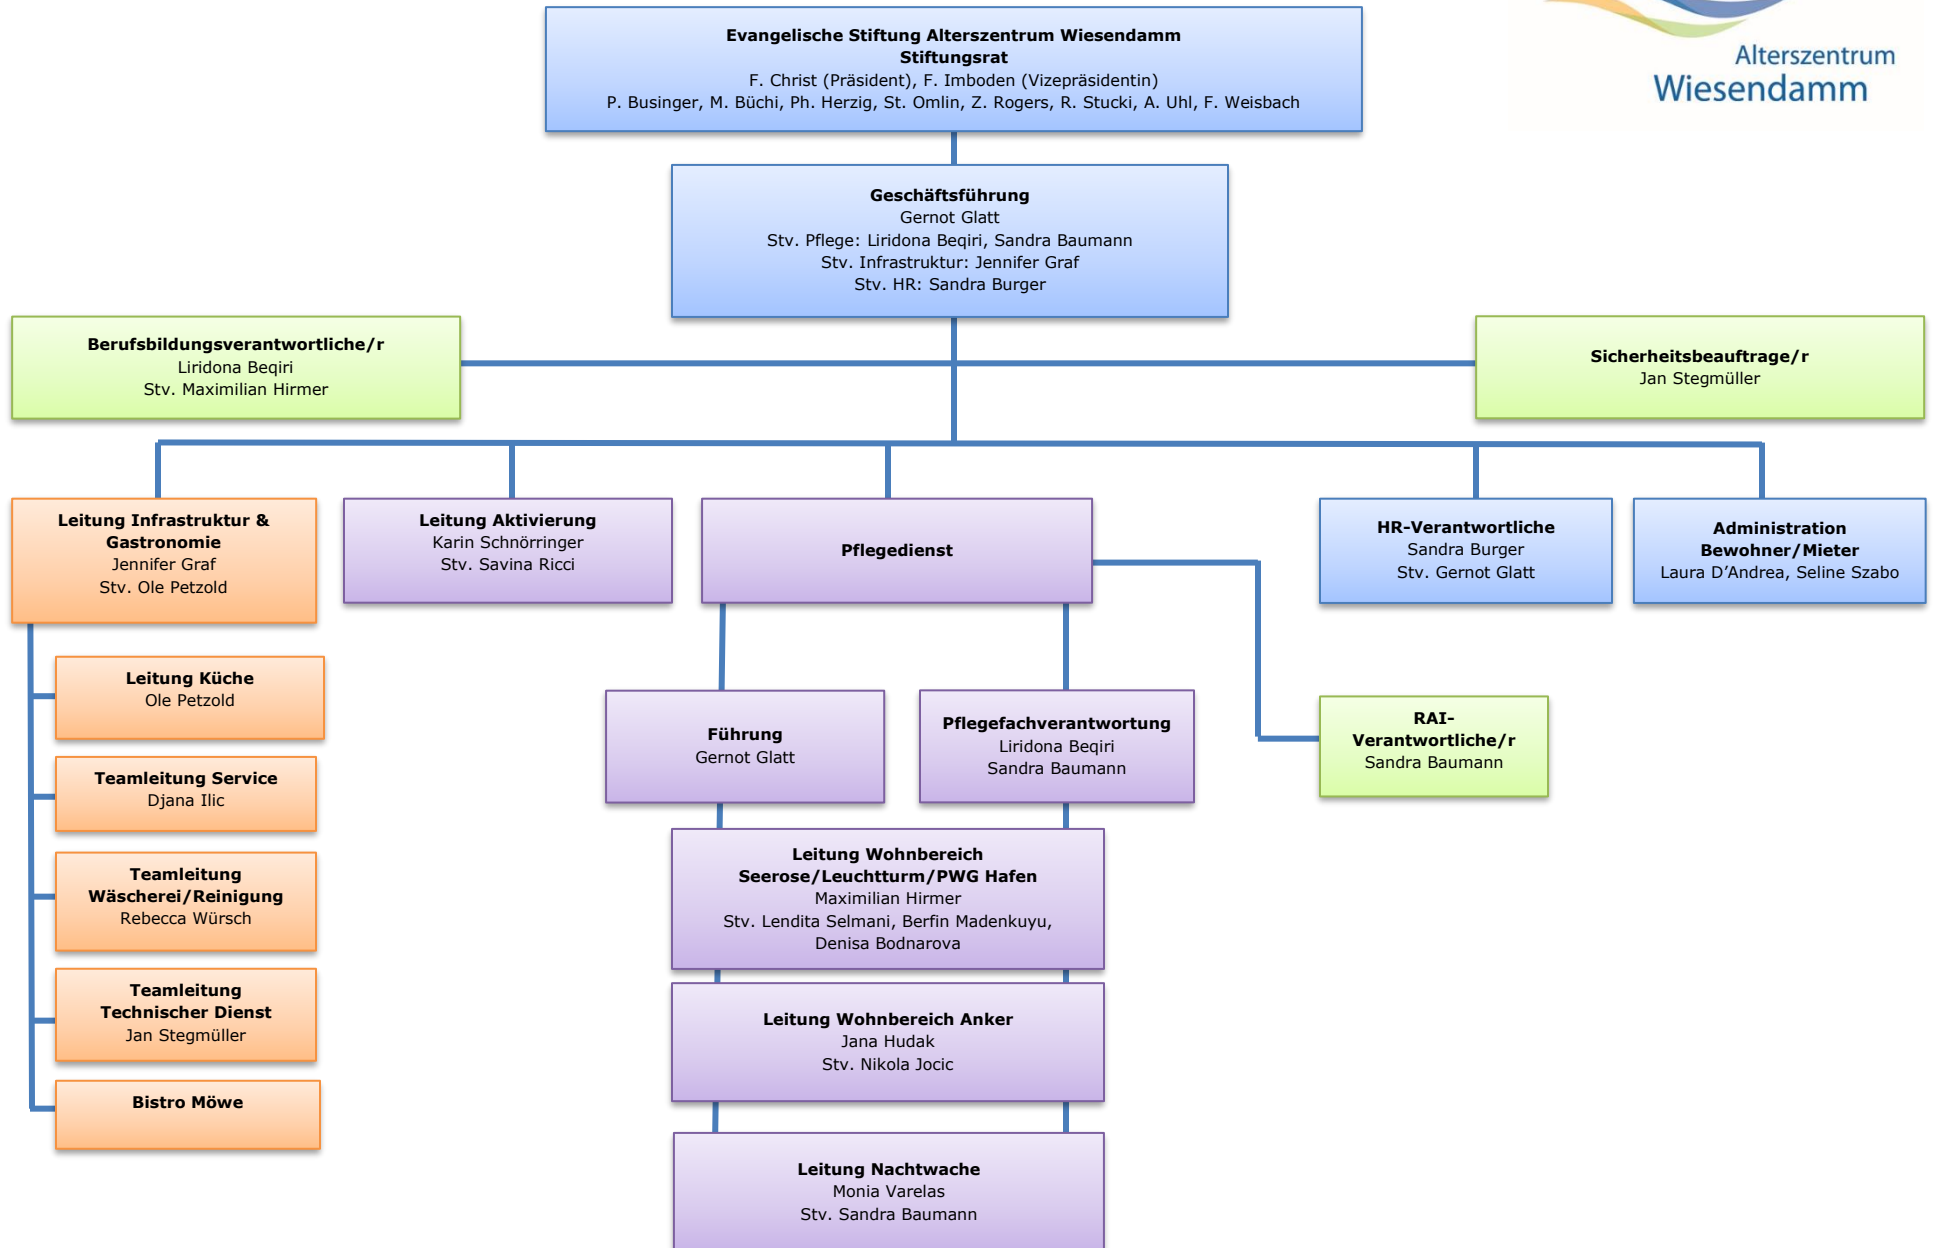 Evangelische Stiftung Alterszentrum Wiesendamm
Stiftungsrat
F. Christ (Präsident), F. Imboden (Vizepräsidentin)
P. Businger, M. Büchi, Ph. Herzig, St. Omlin, Z. Rogers, R. Stucki, A. Uhl, F. Weisbach
Alterszentrum
Wiesendamm
Geschäftsführung
Gernot Glatt
Stv. Pflege: Liridona Beqiri, Sandra Baumann
Stv. Infrastruktur: Jennifer Graf
Stv. HR: Sandra Burger
Berufsbildungsverantwortliche/r
Liridona Beqiri
Stv. Maximilian Hirmer
Sicherheitsbeauftrage/r
Jan Stegmüller
Leitung Infrastruktur &
Gastronomie
Jennifer Graf
Stv. Ole Petzold
Leitung Aktivierung
Karin Schnörringer
Stv. Savina Ricci
Pflegedienst
HR-Verantwortliche
Sandra Burger
Stv. Gernot Glatt
Administration
Bewohner/Mieter
Laura D’Andrea, Seline Szabo
Leitung Küche
Ole Petzold
Teamleitung Service
Djana Ilic
Teamleitung
Wäscherei/Reinigung
Rebecca Würsch
Teamleitung
Technischer Dienst
Jan Stegmüller
Bistro Möwe
Führung
Gernot Glatt
Pflegefachverantwortung
Liridona Beqiri
Sandra Baumann
RAI-
Verantwortliche/r
Sandra Baumann
Leitung Wohnbereich
Seerose/Leuchtturm/PWG Hafen
Maximilian Hirmer
Stv. Lendita Selmani, Berfin Madenkuyu,
Denisa Bodnarova
Leitung Wohnbereich Anker
Jana Hudak
Stv. Nikola Jocic
Leitung Nachtwache
Monia Varelas
Stv. Sandra Baumann